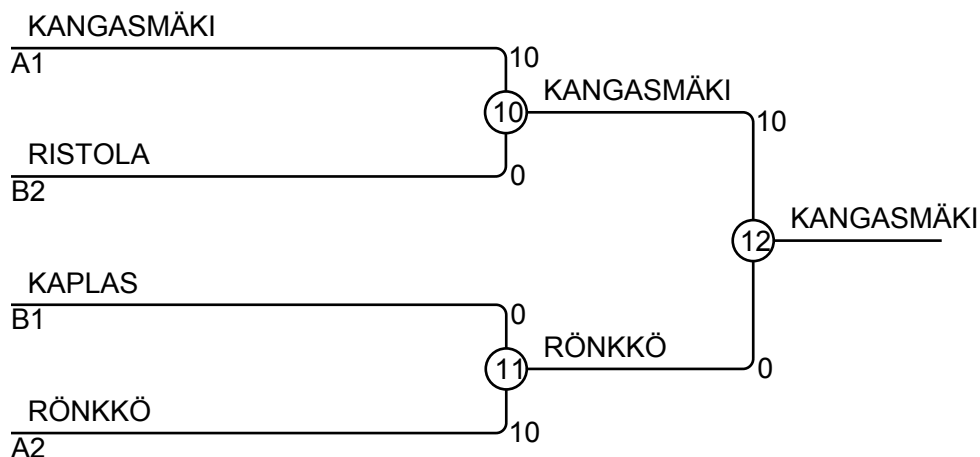 KANGASMÄKI
A1
10
10
KANGASMÄKI
10
RISTOLA
B2
0
12
KANGASMÄKI
KAPLAS
B1
0
11
RÖNKKÖ
0
RÖNKKÖ
A2
10